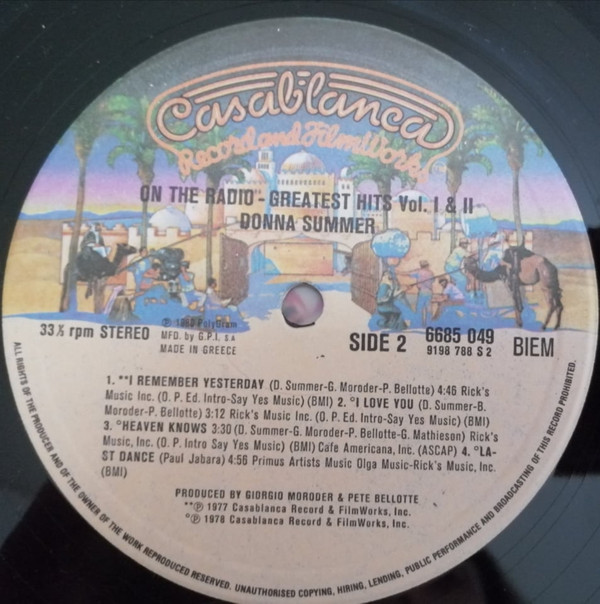 Casablanca
Record and FilmWorks
ON THE RADIO - GREATEST HITS Vol. I & II
DONNA SUMMER
33⅓ rpm STEREO
℗ 1980 PolyGram
MFD. by G.P.I. SA
MADE IN GREECE
SIDE 2
6685 049
9198 788 S 2
BIEM
1. **I REMEMBER YESTERDAY (D. Summer-G. Moroder-P. Bellotte) 4:46 Rick's
Music Inc. (O. P. Ed. Intro-Say Yes Music) (BMI) 2. °I LOVE YOU (D. Summer-B.
Moroder-P. Bellotte) 3:12 Rick's Music Inc. (O. P. Ed. Intro-Say Yes Music) (BMI)
3. °HEAVEN KNOWS 3:30 (D. Summer-G. Moroder-P. Bellotte-G. Mathieson) Rick's
Music, Inc. (O. P. Intro Say Yes Music) (BMI) Cafe Americana, Inc. (ASCAP) 4. °LA-
ST DANCE (Paul Jabara) 4:56 Primus Artists Music Olga Music-Rick's Music, Inc.
(BMI)
PRODUCED BY GIORGIO MORODER & PETE BELLOTTE
**℗ 1977 Casablanca Record & FilmWorks, Inc.
°℗ 1978 Casablanca Record & FilmWorks, Inc.
ALL RIGHTS OF THE PRODUCER AND OF THE OWNER OF THE WORK REPRODUCED RESERVED. UNAUTHORISED COPYING, HIRING, LENDING, PUBLIC PERFORMANCE AND BROADCASTING OF THIS RECORD PROHIBITED.